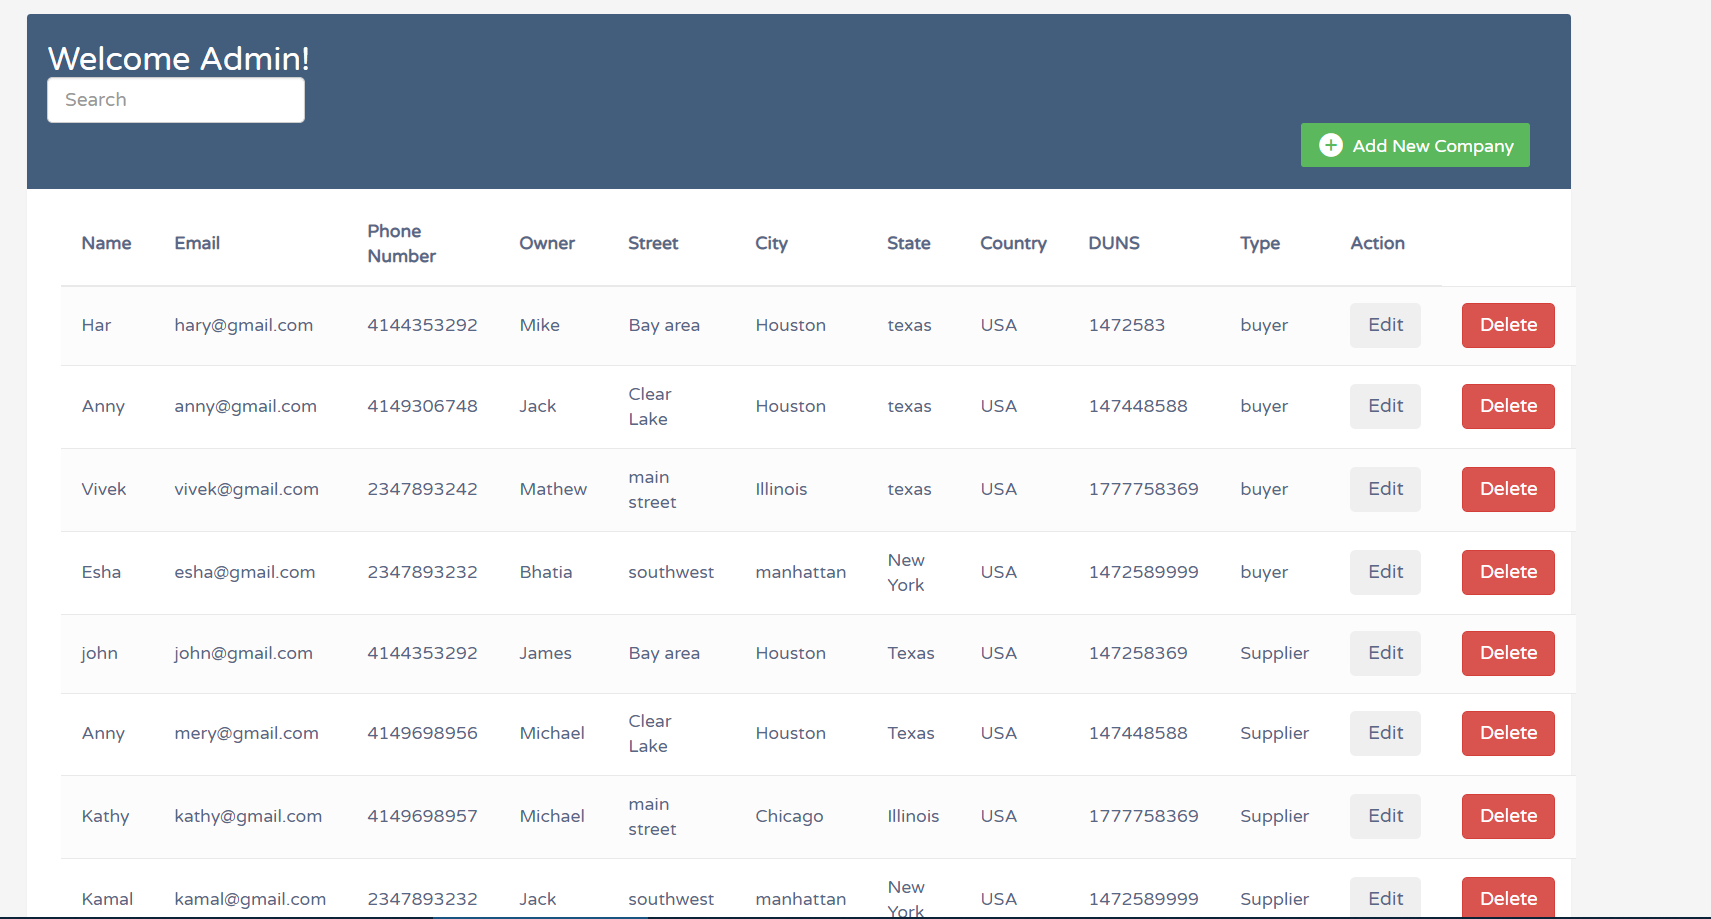 Welcome Admin!
Search
Add New Company
Name Email Phone Number Owner Street City State Country DUNS Type Action
Har hary@gmail.com 4144353292 Mike Bay area Houston texas USA 1472583 buyer Edit Delete
Anny anny@gmail.com 4149306748 Jack Clear Lake Houston texas USA 147448588 buyer Edit Delete
Vivek vivek@gmail.com 2347893242 Mathew main street Illinois texas USA 1777758369 buyer Edit Delete
Esha esha@gmail.com 2347893232 Bhatia southwest manhattan New York USA 1472589999 buyer Edit Delete
john john@gmail.com 4144353292 James Bay area Houston Texas USA 147258369 Supplier Edit Delete
Anny mery@gmail.com 4149698956 Michael Clear Lake Houston Texas USA 147448588 Supplier Edit Delete
Kathy kathy@gmail.com 4149698957 Michael main street Chicago Illinois USA 1777758369 Supplier Edit Delete
Kamal kamal@gmail.com 2347893232 Jack southwest manhattan New York USA 1472589999 Supplier Edit Delete